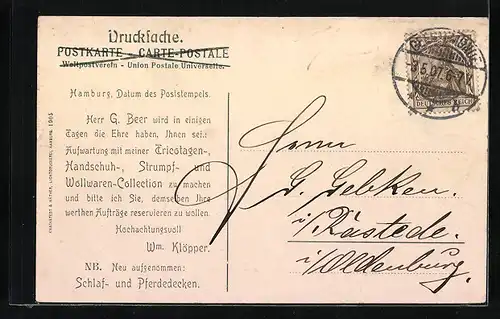 Drucksache.
POSTKARTE – CARTE-POSTALE
Weltpostverein – Union Postale Universelle.
Hamburg, Datum des Poststempels.
Herr G. Beer wird in einigen
Tagen die Ehre haben, Ihnen sei:
Aufwartung mit meiner Tricotagen-,
Handschuh-, Strumpf- und
Wollwaren-Collection zu machen
und bitte ich Sie, demselben Ihre
werthen Aufträge reservieren zu wollen.
Hochachtungsvoll
Wm. Klöpper.
NB. Neu aufgenommen:
Schlaf- und Pferdedecken.
DEUTSCHES REICH
Herrn
G. Gebken.
i/ Rastede.
i/Oldenburg.